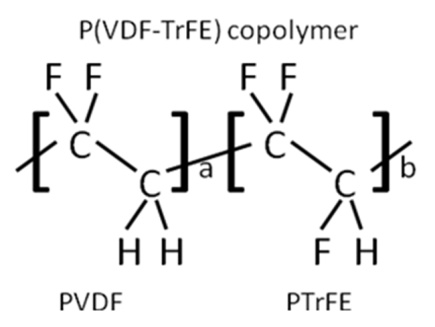 P(VDF-TrFE) copolymer
F F F F
C C
C ]a C ]b
H H F H
PVDF PTrFE